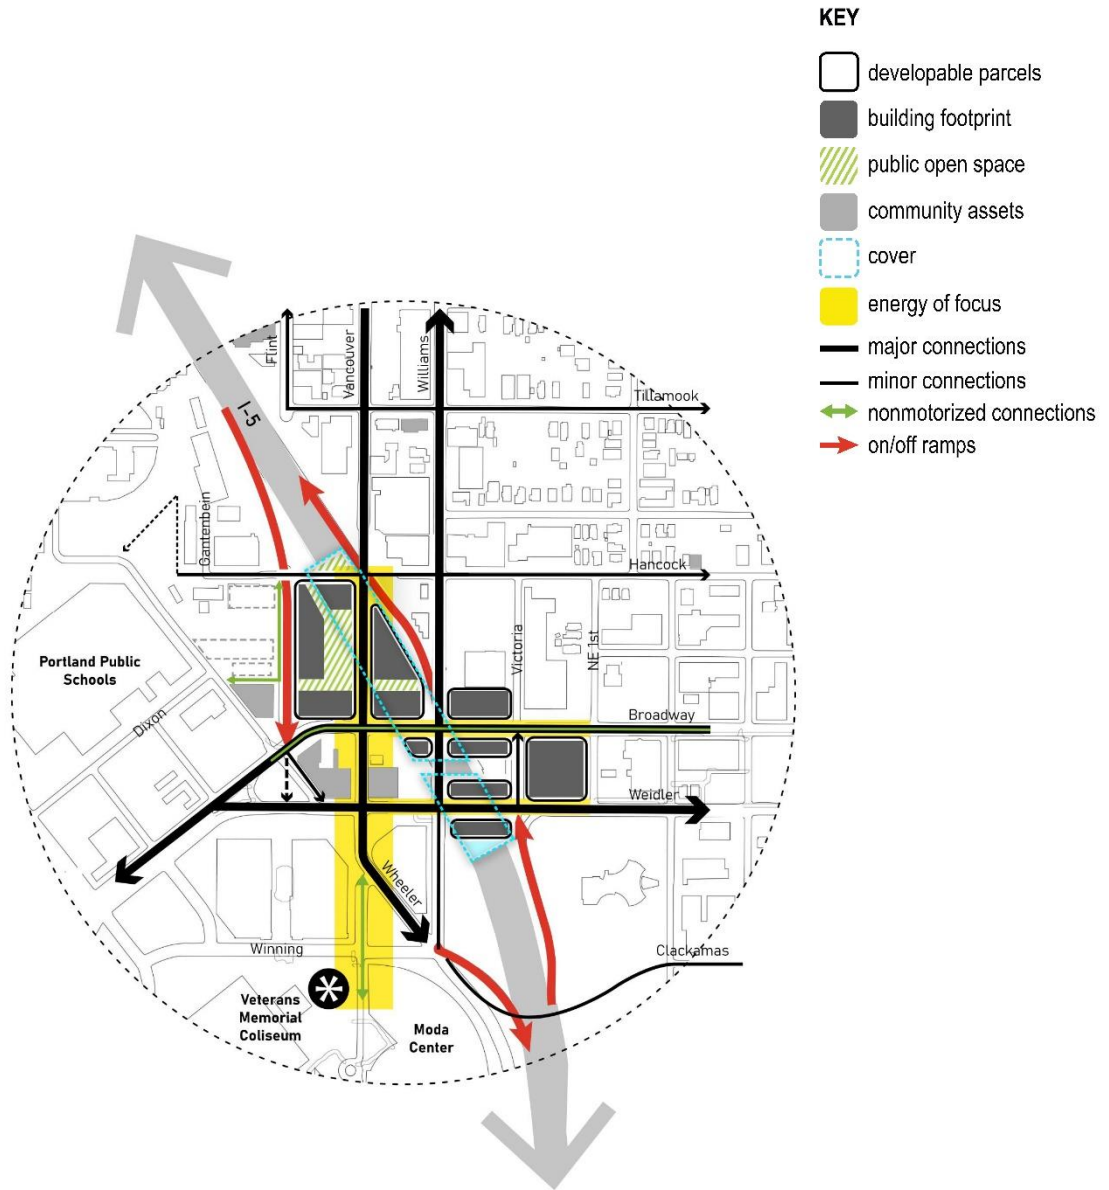 KEY
developable parcels
building footprint
public open space
community assets
cover
energy of focus
major connections
minor connections
nonmotorized connections
on/off ramps
Flint
Vancouver
Williams
I-5
Tillamook
Gantenbein
Hancock
Victoria
NE 1st
Portland Public
Schools
Dixon
Broadway
Weidler
Wheeler
Winning
Clackamas
Veterans
Memorial
Coliseum
Moda
Center